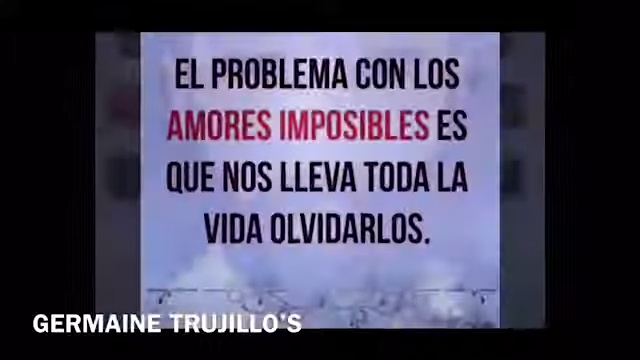 EL PROBLEMA CON LOS
AMORES IMPOSIBLES ES
QUE NOS LLEVA TODA LA
VIDA OLVIDARLOS.
GERMAINE TRUJILLO'S